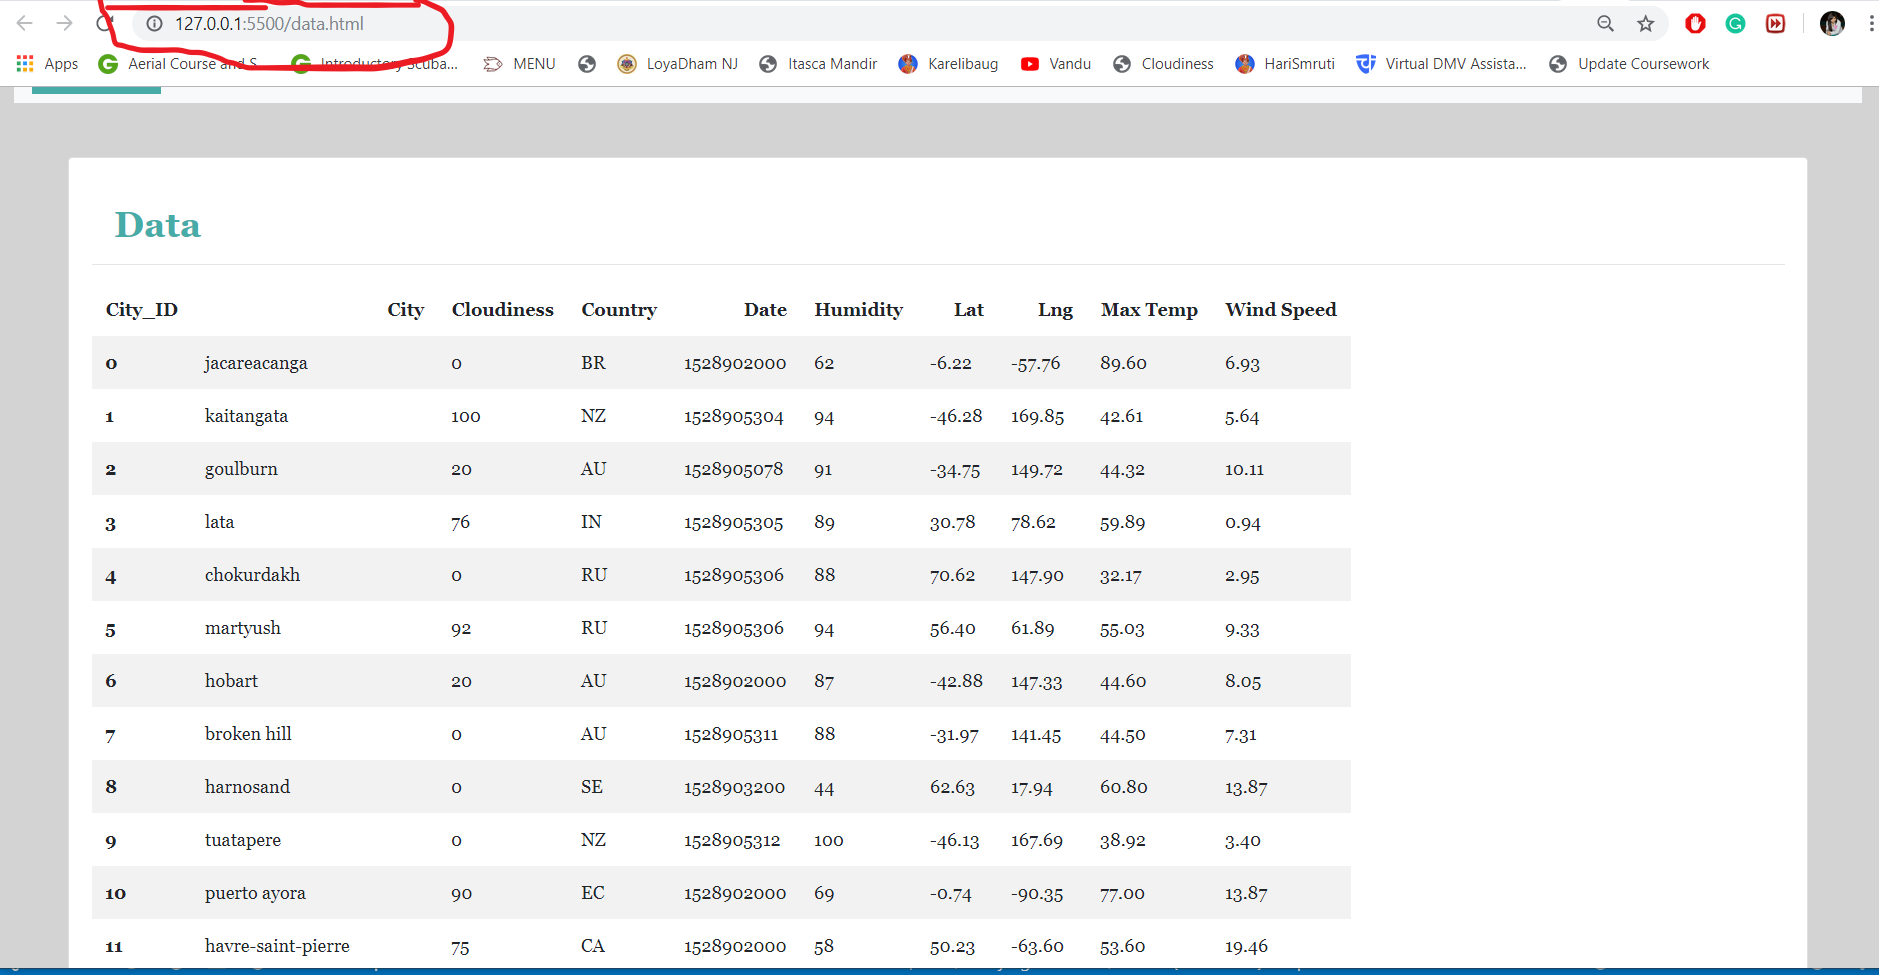 127.0.0.1:5500/data.html
Apps Aerial Course and S Introductory Scuba... MENU LoyaDham NJ Itasca Mandir Karelibaug Vandu Cloudiness HariSmruti Virtual DMV Assista... Update Coursework
Data
City_ID City Cloudiness Country Date Humidity Lat Lng Max Temp Wind Speed
0 jacareacanga 0 BR 1528902000 62 -6.22 -57.76 89.60 6.93
1 kaitangata 100 NZ 1528905304 94 -46.28 169.85 42.61 5.64
2 goulburn 20 AU 1528905078 91 -34.75 149.72 44.32 10.11
3 lata 76 IN 1528905305 89 30.78 78.62 59.89 0.94
4 chokurdakh 0 RU 1528905306 88 70.62 147.90 32.17 2.95
5 martyush 92 RU 1528905306 94 56.40 61.89 55.03 9.33
6 hobart 20 AU 1528902000 87 -42.88 147.33 44.60 8.05
7 broken hill 0 AU 1528905311 88 -31.97 141.45 44.50 7.31
8 harnosand 0 SE 1528903200 44 62.63 17.94 60.80 13.87
9 tuatapere 0 NZ 1528905312 100 -46.13 167.69 38.92 3.40
10 puerto ayora 90 EC 1528902000 69 -0.74 -90.35 77.00 13.87
11 havre-saint-pierre 75 CA 1528902000 58 50.23 -63.60 53.60 19.46